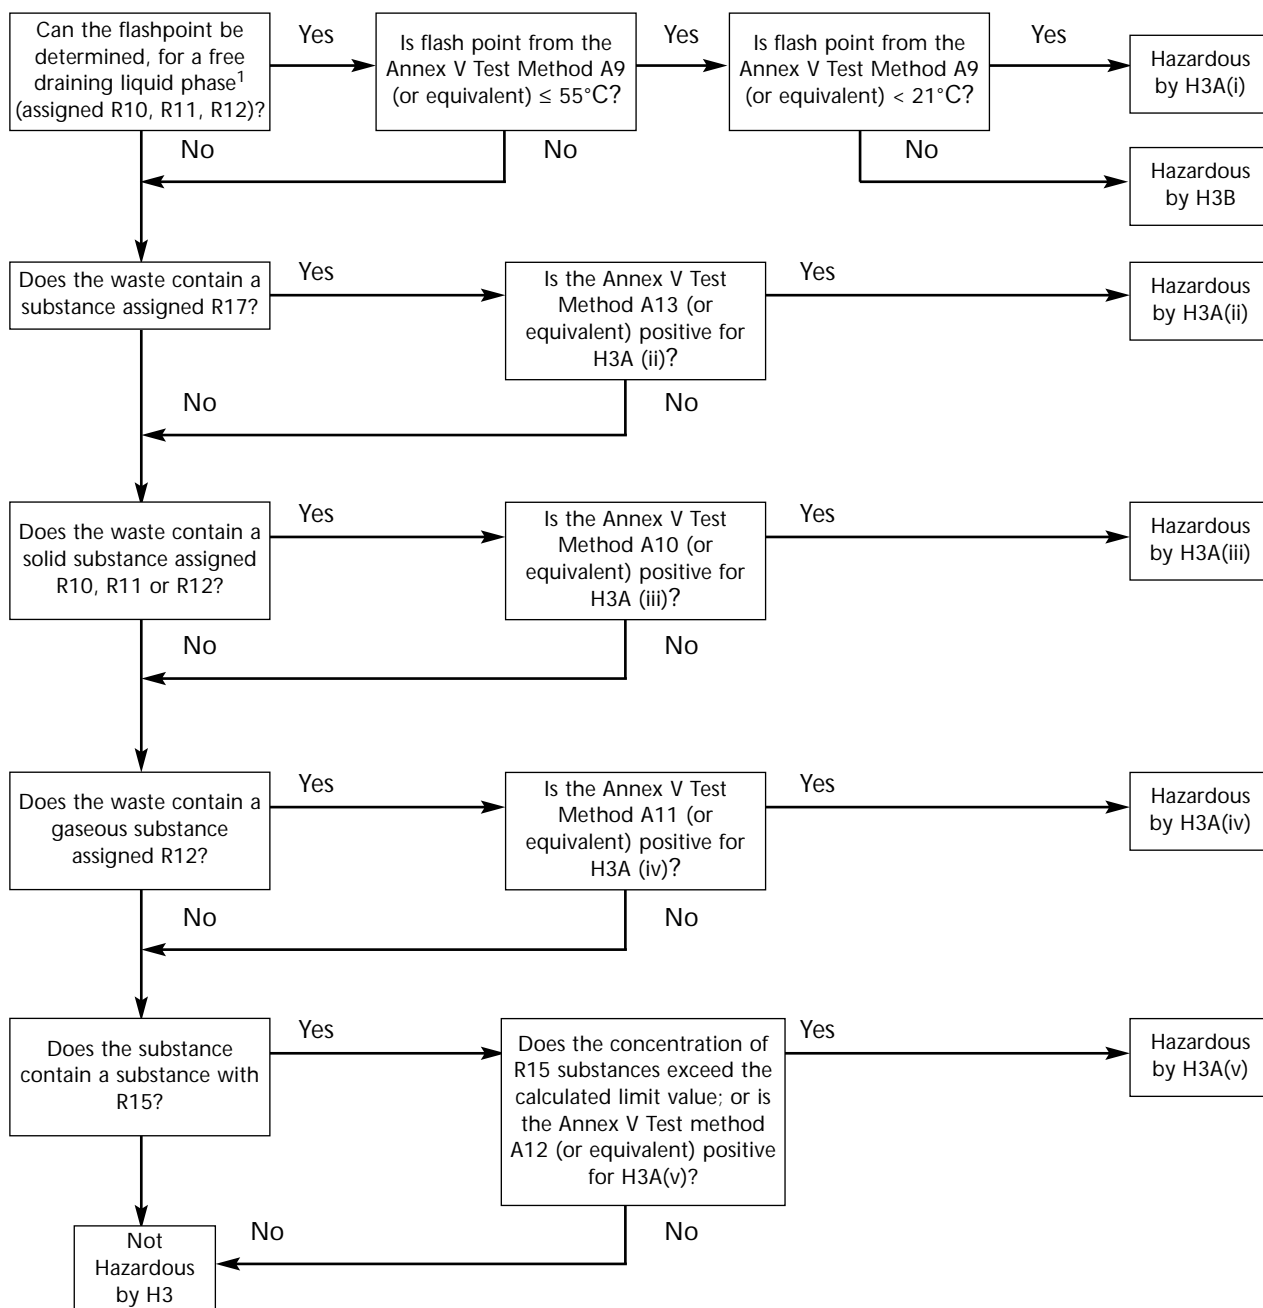 Can the flashpoint be
determined, for a free
draining liquid phase1
(assigned R10, R11, R12)?
Yes
Is flash point from the
Annex V Test Method A9
(or equivalent) ≤ 55°C?
Yes
Is flash point from the
Annex V Test Method A9
(or equivalent) < 21°C?
Yes
Hazardous
by H3A(i)
No
No
No
Hazardous
by H3B
Does the waste contain a
substance assigned R17?
Yes
Is the Annex V Test
Method A13 (or
equivalent) positive for
H3A (ii)?
Yes
Hazardous
by H3A(ii)
No
No
Does the waste contain a
solid substance assigned
R10, R11 or R12?
Yes
Is the Annex V Test
Method A10 (or
equivalent) positive for
H3A (iii)?
Yes
Hazardous
by H3A(iii)
No
No
Does the waste contain a
gaseous substance
assigned R12?
Yes
Is the Annex V Test
Method A11 (or
equivalent) positive for
H3A (iv)?
Yes
Hazardous
by H3A(iv)
No
No
Does the substance
contain a substance with
R15?
Yes
Does the concentration of
R15 substances exceed the
calculated limit value; or is
the Annex V Test method
A12 (or equivalent) positive
for H3A(v)?
Yes
Hazardous
by H3A(v)
No
No
Not
Hazardous
by H3